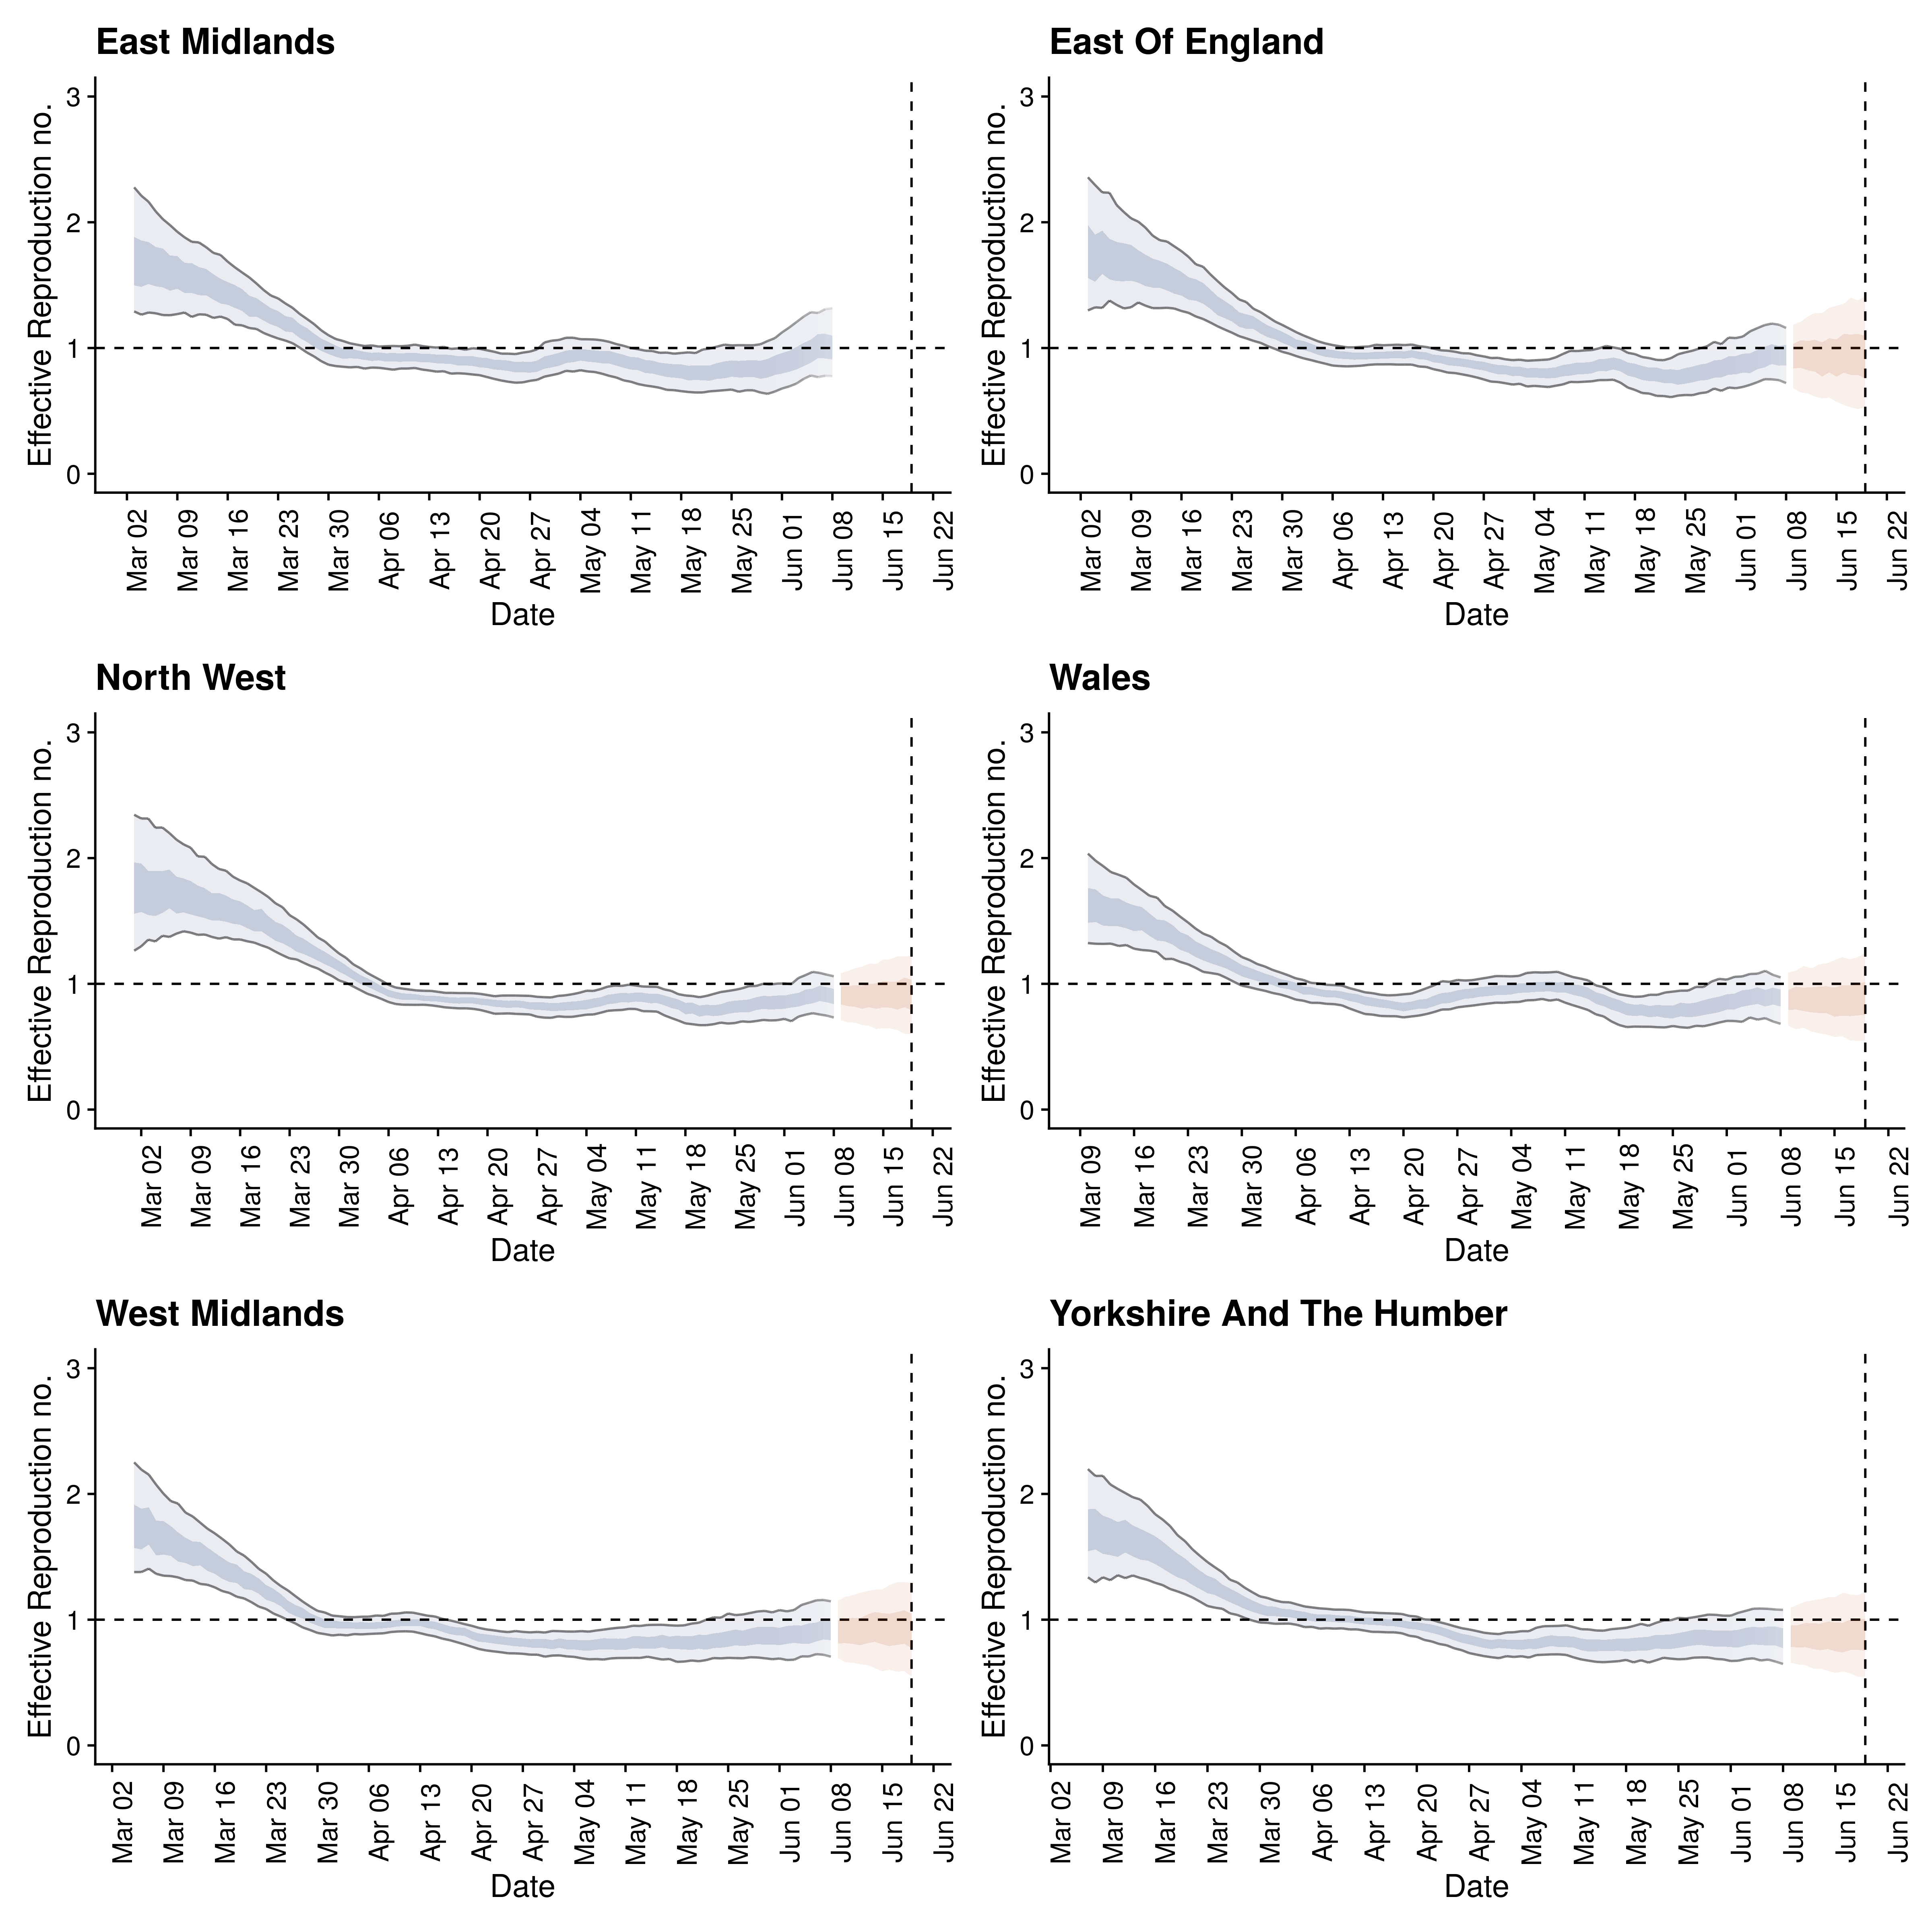 East Midlands
Effective Reproduction no.
3
2
1
0
Mar 02 Mar 09 Mar 16 Mar 23 Mar 30 Apr 06 Apr 13 Apr 20 Apr 27 May 04 May 11 May 18 May 25 Jun 01 Jun 08 Jun 15 Jun 22
Date
East Of England
Effective Reproduction no.
3
2
1
0
Mar 02 Mar 09 Mar 16 Mar 23 Mar 30 Apr 06 Apr 13 Apr 20 Apr 27 May 04 May 11 May 18 May 25 Jun 01 Jun 08 Jun 15 Jun 22
Date
North West
Effective Reproduction no.
3
2
1
0
Mar 02 Mar 09 Mar 16 Mar 23 Mar 30 Apr 06 Apr 13 Apr 20 Apr 27 May 04 May 11 May 18 May 25 Jun 01 Jun 08 Jun 15 Jun 22
Date
Wales
Effective Reproduction no.
3
2
1
0
Mar 09 Mar 16 Mar 23 Mar 30 Apr 06 Apr 13 Apr 20 Apr 27 May 04 May 11 May 18 May 25 Jun 01 Jun 08 Jun 15 Jun 22
Date
West Midlands
Effective Reproduction no.
3
2
1
0
Mar 02 Mar 09 Mar 16 Mar 23 Mar 30 Apr 06 Apr 13 Apr 20 Apr 27 May 04 May 11 May 18 May 25 Jun 01 Jun 08 Jun 15 Jun 22
Date
Yorkshire And The Humber
Effective Reproduction no.
3
2
1
0
Mar 02 Mar 09 Mar 16 Mar 23 Mar 30 Apr 06 Apr 13 Apr 20 Apr 27 May 04 May 11 May 18 May 25 Jun 01 Jun 08 Jun 15 Jun 22
Date